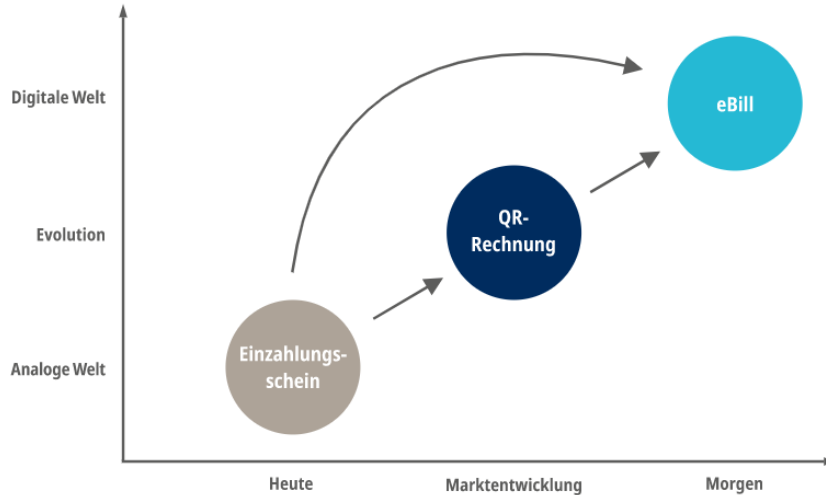 Digitale Welt
eBill
Evolution
QR-
Rechnung
Analoge Welt
Einzahlungs-
schein
Heute
Marktentwicklung
Morgen